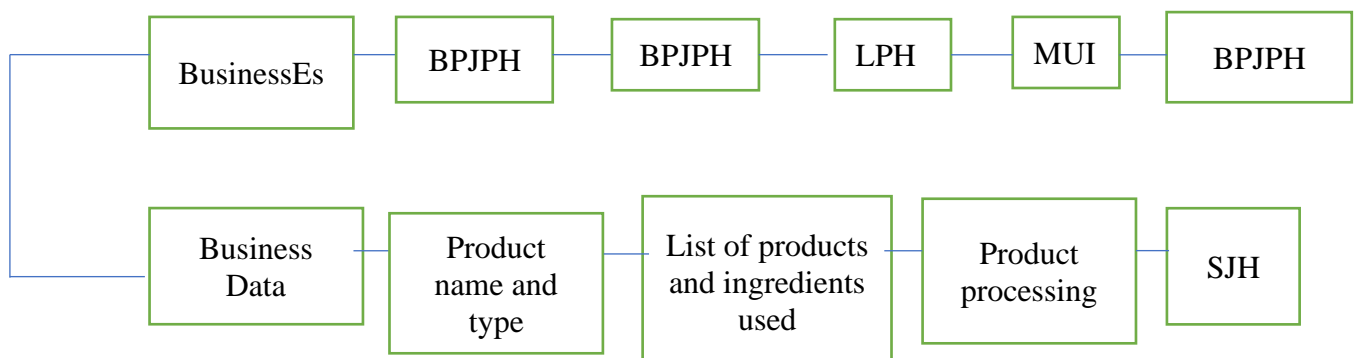 BusinessEs
BPJPH
BPJPH
LPH
MUI
BPJPH
Business
Data
Product
name and
type
List of products
and ingredients
used
Product
processing
SJH